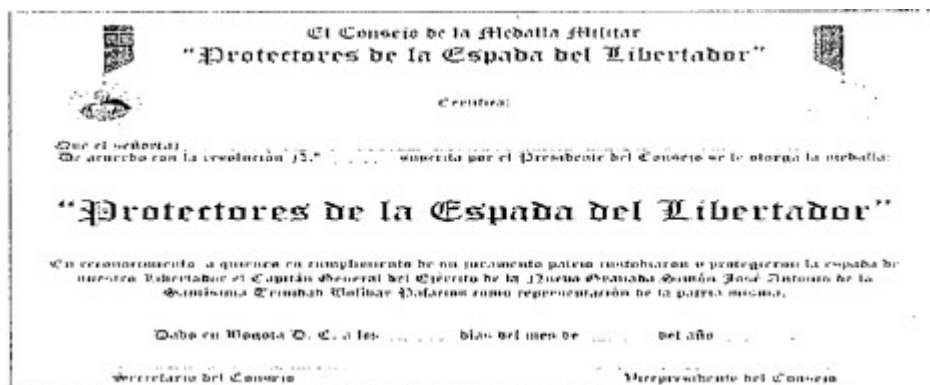 El Consejo de la Medalla Militar
"Protectores de la Espada del Libertador"
Certifica:
Que el señor(a)
De acuerdo con la resolución N.° suscrita por el Presidente del Consejo se le otorga la medalla:
"Protectores de la Espada del Libertador"
En reconocimiento a quienes en cumplimiento de un juramento patrio custodiaron y protegieron la espada de
nuestro Libertador el Capitán General del Ejército de la Nueva Granada Simón José Antonio de la
Santísima Trinidad Bolívar Palacios como representación de la patria misma.
Dado en Bogotá D. C. a los días del mes de del año
Secretario del Consejo Vicepresidente del Consejo